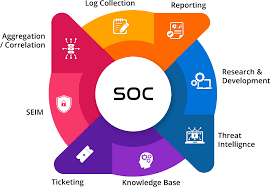 Log Collection
Reporting
Aggregation
/ Correlation
Research &
Development
SOC
SEIM
Threat
Intelligence
Ticketing
Knowledge Base